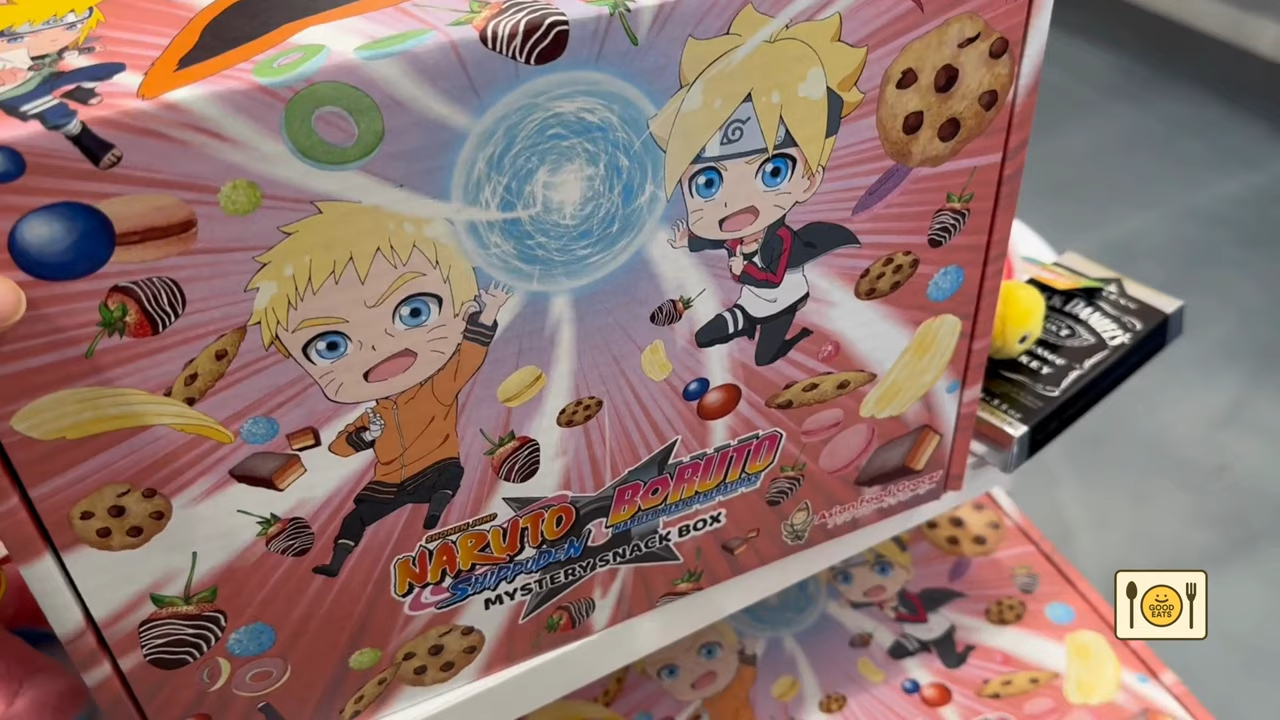 SHONEN JUMP
NARUTO
SHIPPUDEN
BORUTO
NARUTO NEXT GENERATIONS
MYSTERY SNACK BOX
Asian Food Grocer
GOOD
EATS